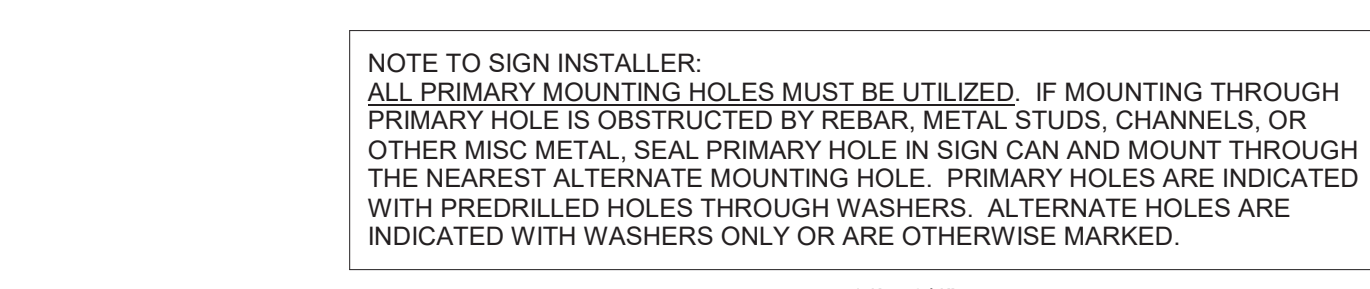 NOTE TO SIGN INSTALLER:
ALL PRIMARY MOUNTING HOLES MUST BE UTILIZED.  IF MOUNTING THROUGH
PRIMARY HOLE IS OBSTRUCTED BY REBAR, METAL STUDS, CHANNELS, OR
OTHER MISC METAL, SEAL PRIMARY HOLE IN SIGN CAN AND MOUNT THROUGH
THE NEAREST ALTERNATE MOUNTING HOLE.  PRIMARY HOLES ARE INDICATED
WITH PREDRILLED HOLES THROUGH WASHERS.  ALTERNATE HOLES ARE
INDICATED WITH WASHERS ONLY OR ARE OTHERWISE MARKED.